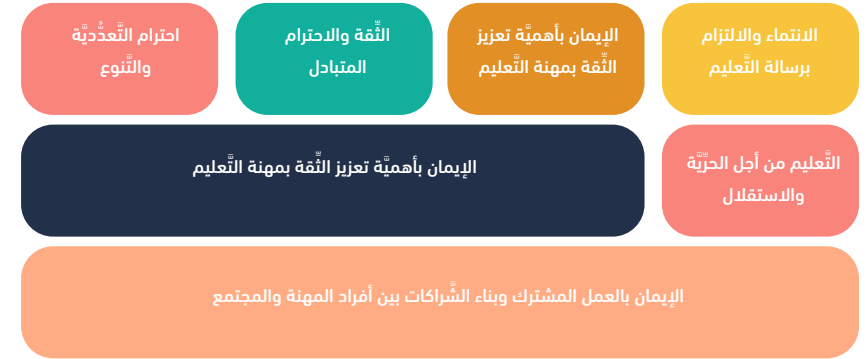 الانتماء والالتزام
برسالة التَّعليم
الإيمان بأهميَّة تعزيز
الثِّقة بمهنة التَّعليم
الثِّقة والاحترام
المتبادل
احترام التَّعدُّديَّة
والتَّنوع
التَّعليم من أجل الحرِّيَّة
والاستقلال
الإيمان بأهميَّة تعزيز الثِّقة بمهنة التَّعليم
الإيمان بالعمل المشترك وبناء الشَّراكات بين أفراد المهنة والمجتمع